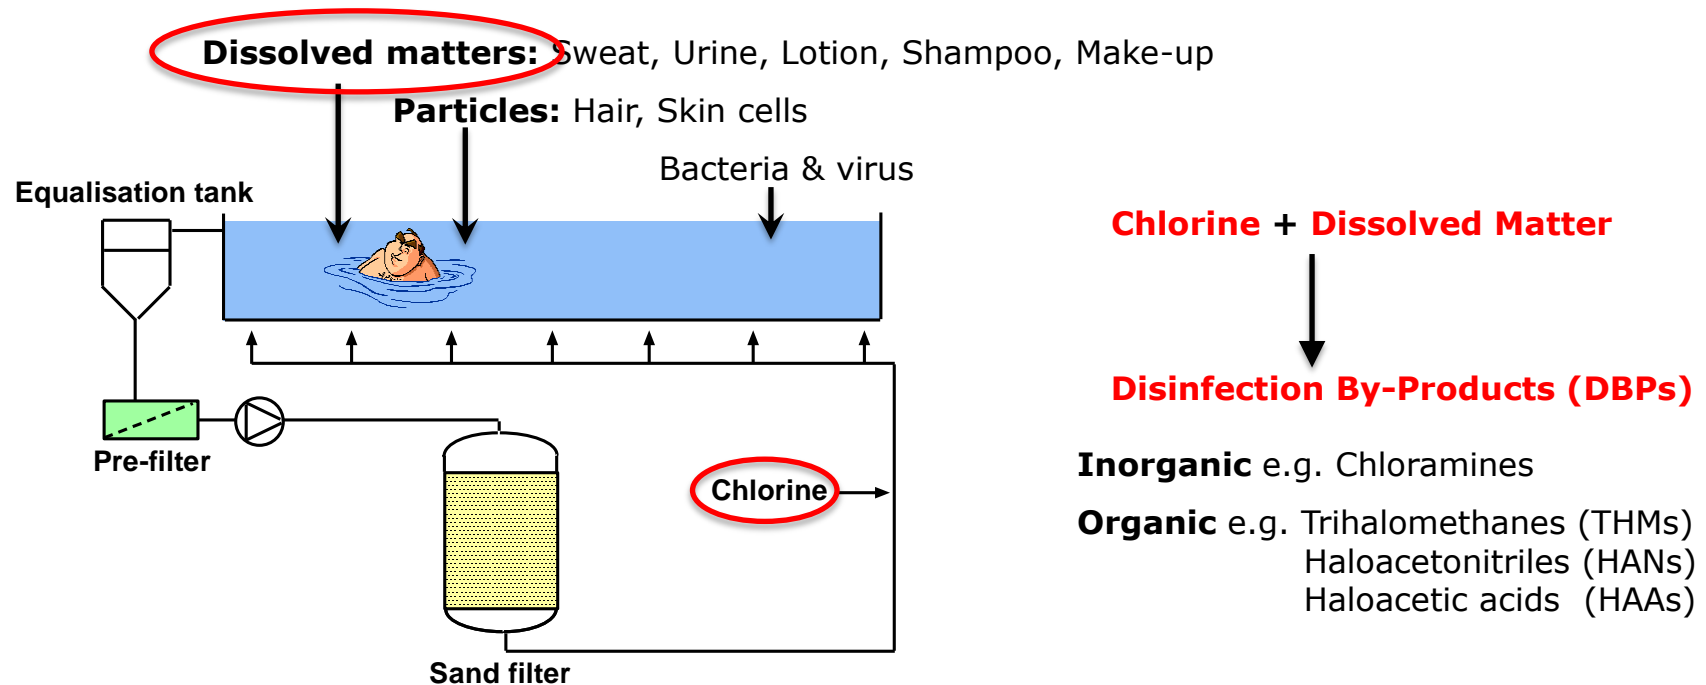 Dissolved matters: Sweat, Urine, Lotion, Shampoo, Make-up
Particles: Hair, Skin cells
Bacteria & virus
Equalisation tank
Pre-filter
Chlorine
Sand filter
Chlorine + Dissolved Matter
Disinfection By-Products (DBPs)
Inorganic e.g. Chloramines
Organic e.g. Trihalomethanes (THMs)
Haloacetonitriles (HANs)
Haloacetic acids (HAAs)